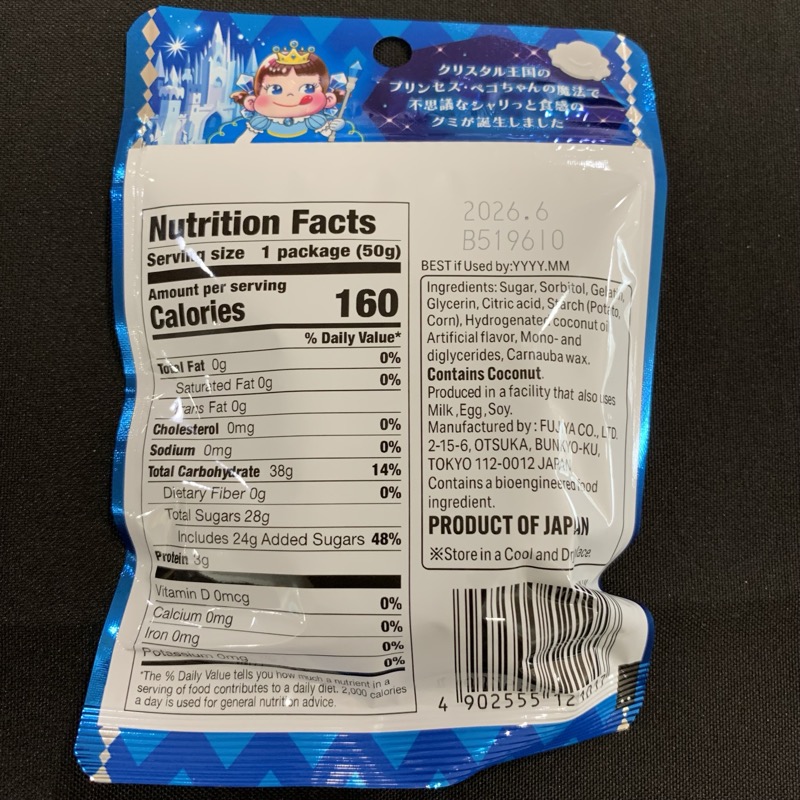 クリスタル王国の
プリンセス・ペコちゃんの魔法で
不思議なシャリっと食感の
グミが誕生しました
Nutrition Facts
Serving size 1 package (50g)
Amount per serving
Calories 160
% Daily Value*
Total Fat 0g 0%
Saturated Fat 0g 0%
Trans Fat 0g
Cholesterol 0mg 0%
Sodium 0mg 0%
Total Carbohydrate 38g 14%
Dietary Fiber 0g 0%
Total Sugars 28g
Includes 24g Added Sugars 48%
Protein 3g
Vitamin D 0mcg 0%
Calcium 0mg 0%
Iron 0mg 0%
Potassium 0mg 0%
*The % Daily Value tells you how much a nutrient in a
serving of food contributes to a daily diet. 2,000 calories
a day is used for general nutrition advice.
2026.6
B519610
BEST if Used by:YYYY.MM
Ingredients: Sugar, Sorbitol, Gelatin,
Glycerin, Citric acid, Starch (Potato,
Corn), Hydrogenated coconut oil,
Artificial flavor, Mono- and
diglycerides, Carnauba wax.
Contains Coconut.
Produced in a facility that also uses
Milk,Egg,Soy.
Manufactured by : FUJIYA CO., LTD.
2-15-6, OTSUKA, BUNKYO-KU,
TOKYO 112-0012 JAPAN
Contains a bioengineered food
ingredient.
PRODUCT OF JAPAN
※Store in a Cool and Dry place.
4 902555 12